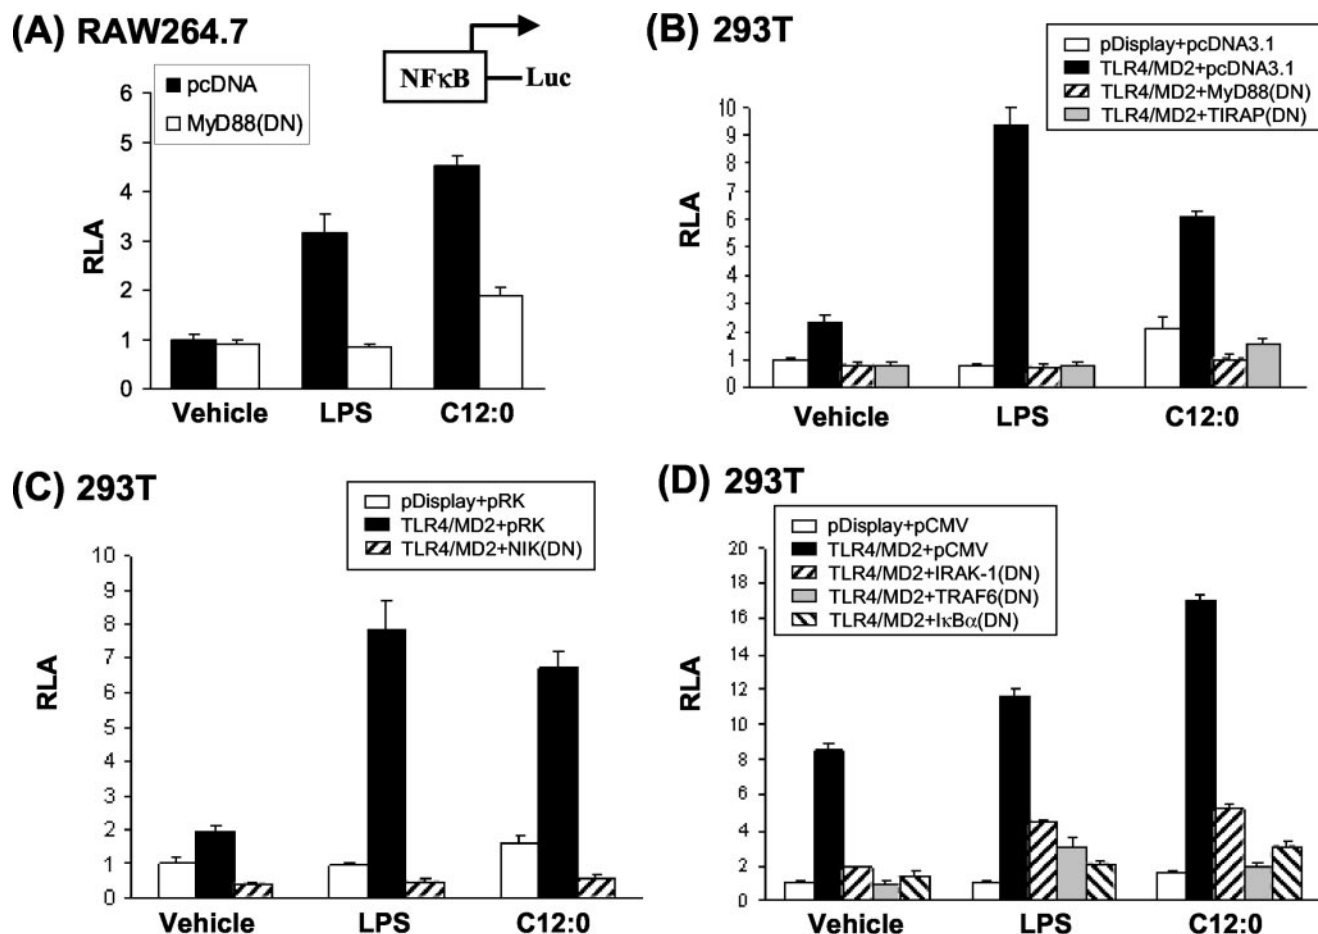 (A) RAW264.7
NFκB
Luc
pcDNA
MyD88(DN)
RLA
6
5
4
3
2
1
0
Vehicle
LPS
C12:0
(B) 293T
pDisplay+pcDNA3.1
TLR4/MD2+pcDNA3.1
TLR4/MD2+MyD88(DN)
TLR4/MD2+TIRAP(DN)
RLA
10
9
8
7
6
5
4
3
2
1
0
Vehicle
LPS
C12:0
(C) 293T
pDisplay+pRK
TLR4/MD2+pRK
TLR4/MD2+NIK(DN)
RLA
10
9
8
7
6
5
4
3
2
1
0
Vehicle
LPS
C12:0
(D) 293T
pDisplay+pCMV
TLR4/MD2+pCMV
TLR4/MD2+IRAK-1(DN)
TLR4/MD2+TRAF6(DN)
TLR4/MD2+IκBα(DN)
RLA
20
18
16
14
12
10
8
6
4
2
0
Vehicle
LPS
C12:0